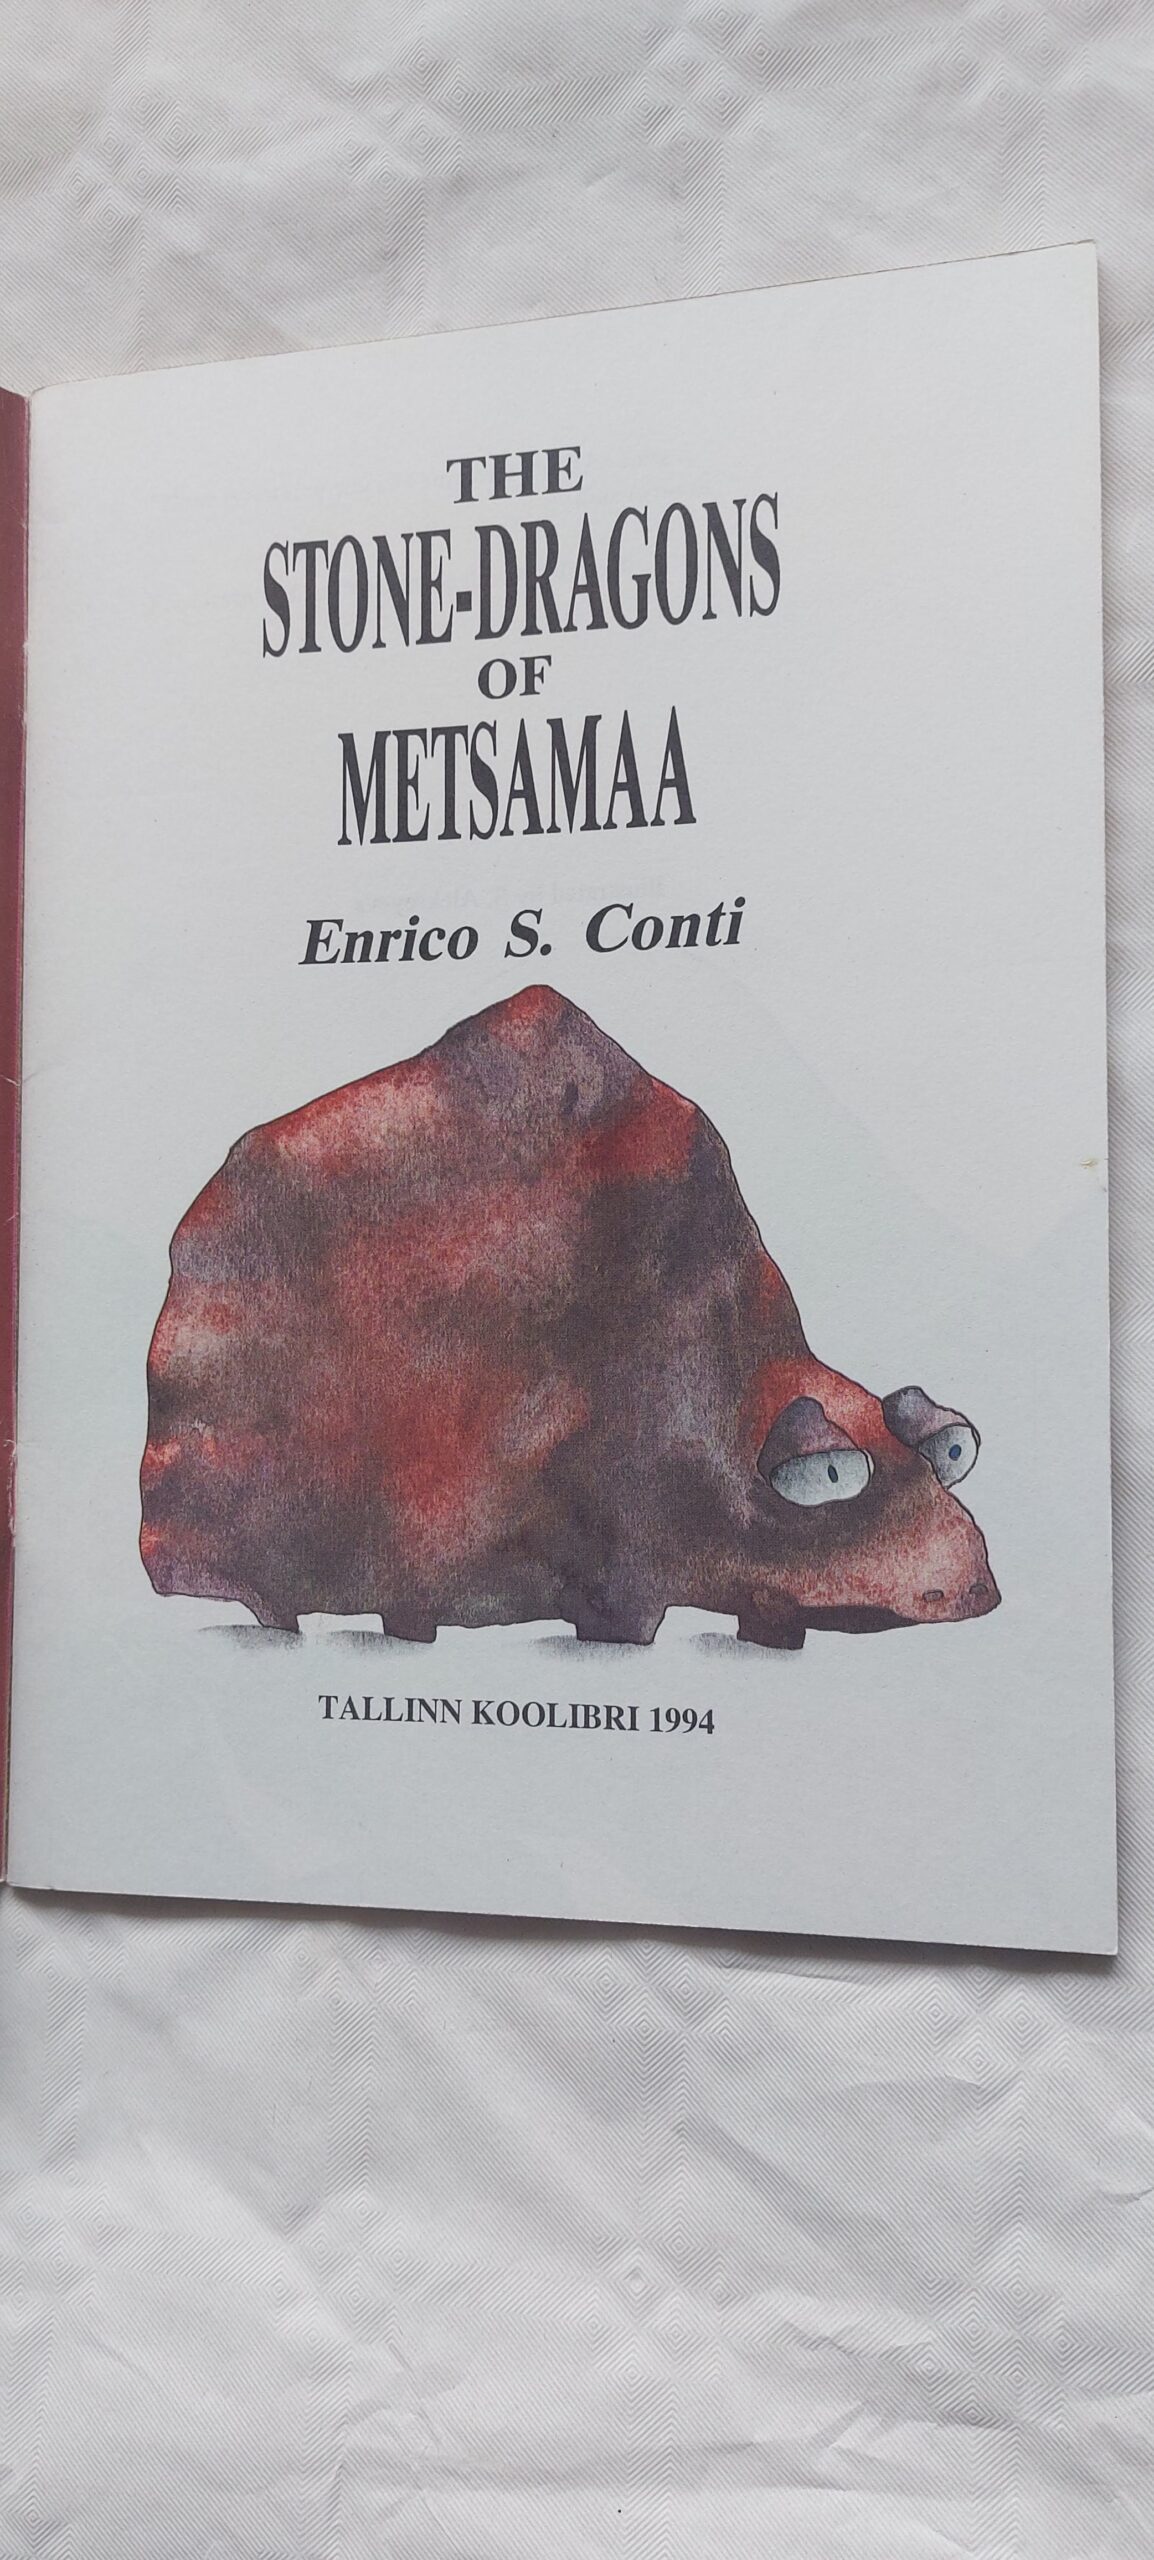 THE
STONE-DRAGONS
OF
METSAMAA
Enrico S. Conti
TALLINN KOOLIBRI 1994